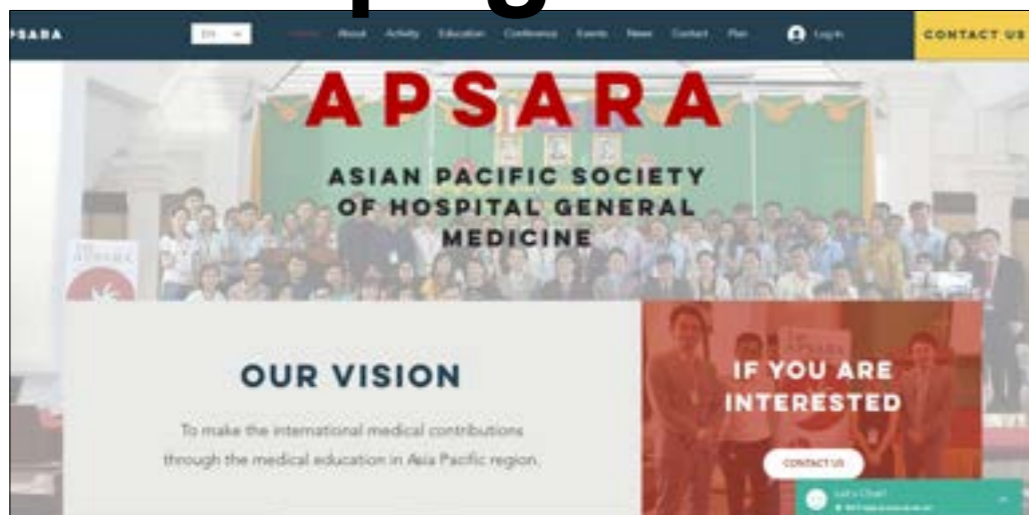 PSARA
EN
Home About Activity Education Conference Events News Contact Plan
Log In
CONTACT US
APSARA
ASIAN PACIFIC SOCIETY
OF HOSPITAL GENERAL
MEDICINE
APSARA
OUR VISION
To make the international medical contributions
through the medical education in Asia Pacific region.
IF YOU ARE
INTERESTED
CONTACT US
Let's Chat!